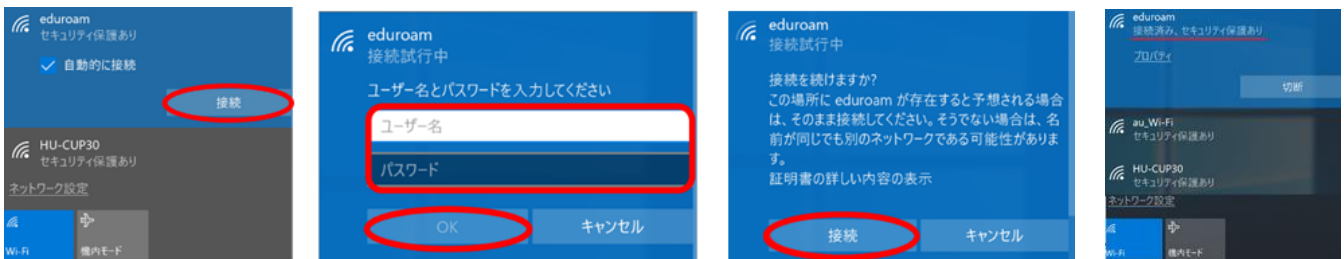 eduroam
セキュリティ保護あり
自動的に接続
接続
HU-CUP30
セキュリティ保護あり
ネットワーク設定
Wi-Fi
機内モード
eduroam
接続試行中
ユーザー名とパスワードを入力してください
ユーザー名
パスワード
OK
キャンセル
eduroam
接続試行中
接続を続けますか?
この場所に eduroam が存在すると予想される場合
は、そのまま接続してください。そうでない場合は、名
前が同じでも別のネットワークである可能性がありま
す。
証明書の詳しい内容の表示
接続
キャンセル
eduroam
接続済み、セキュリティ保護あり
プロパティ
切断
au_Wi-Fi
セキュリティ保護あり
HU-CUP30
セキュリティ保護あり
ネットワーク設定
Wi-Fi
機内モード